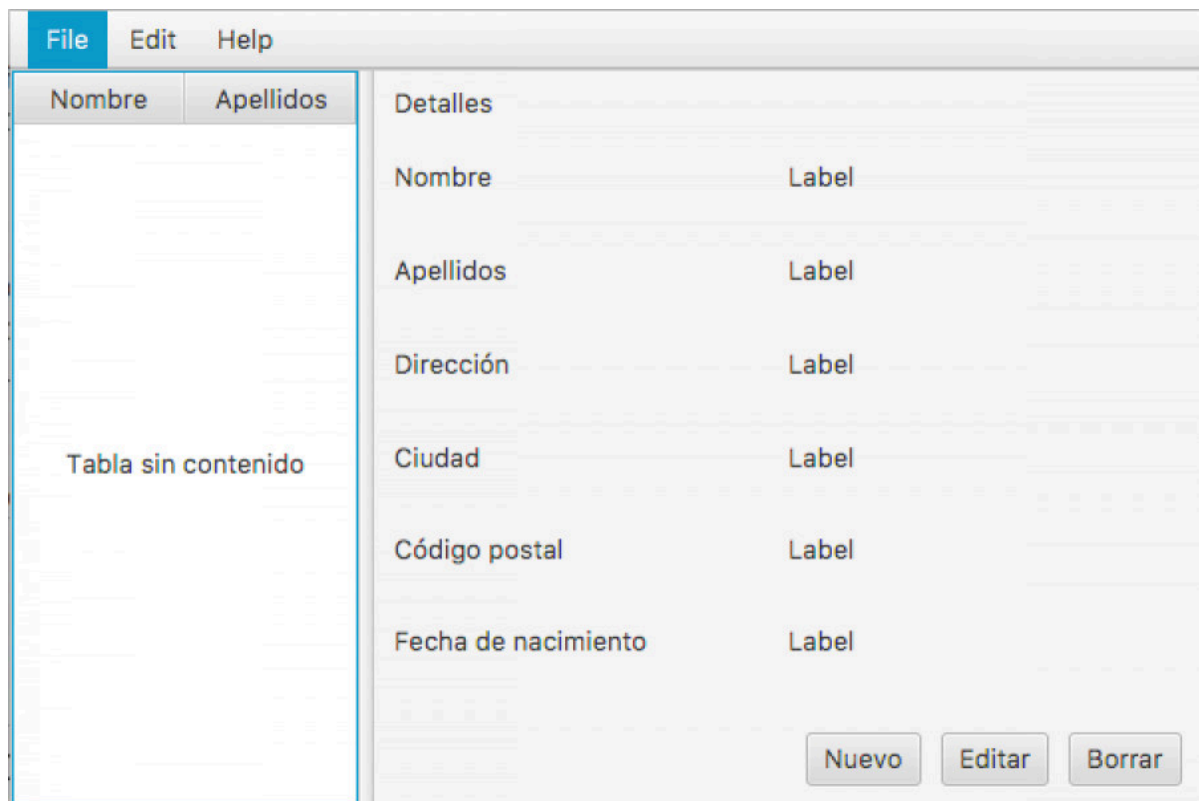 File Edit Help
Nombre Apellidos
Tabla sin contenido
Detalles
Nombre Label
Apellidos Label
Dirección Label
Ciudad Label
Código postal Label
Fecha de nacimiento Label
Nuevo Editar Borrar